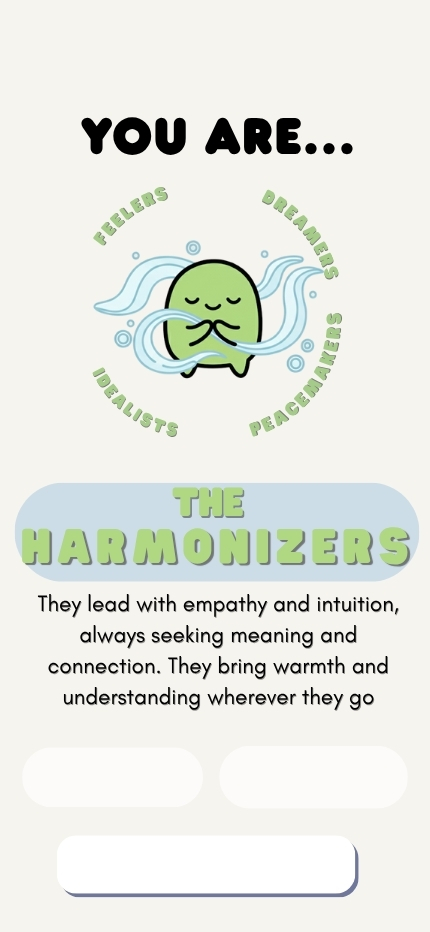 YOU ARE...
FEELERS
DREAMERS
IDEALISTS
PEACEMAKERS
THE
HARMONIZERS
They lead with empathy and intuition,
always seeking meaning and
connection. They bring warmth and
understanding wherever they go